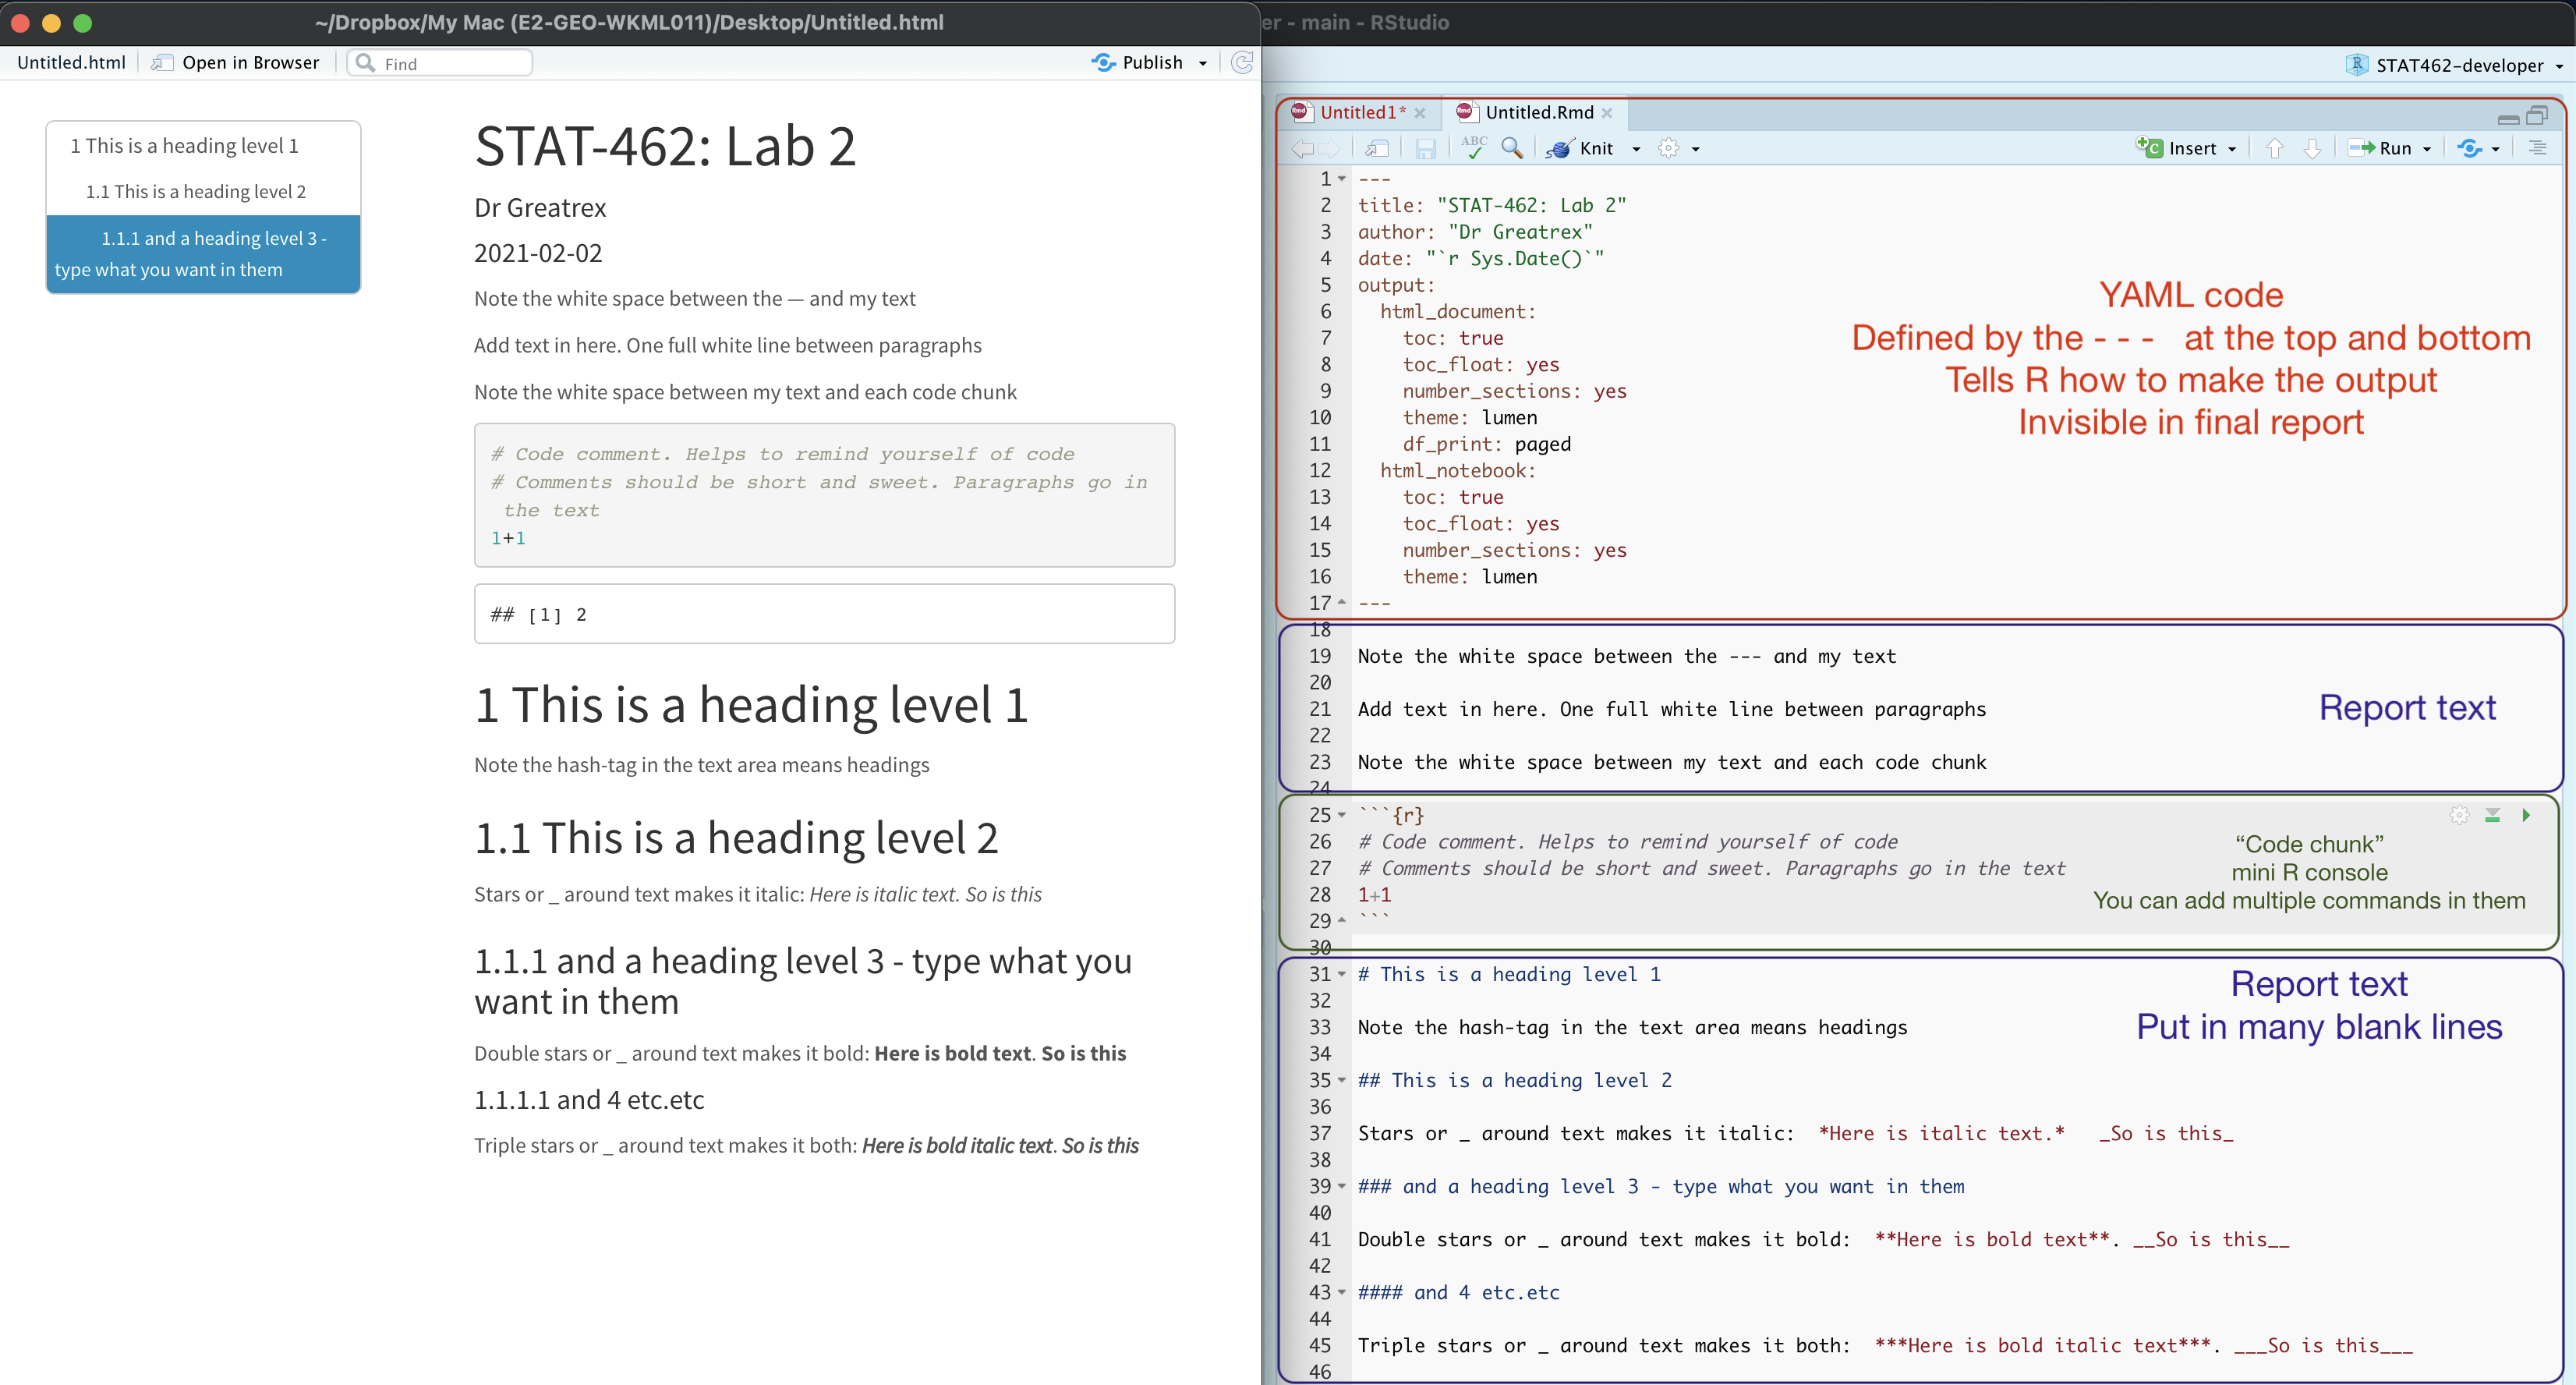 ~/Dropbox/My Mac (E2-GEO-WKML011)/Desktop/Untitled.html
Untitled.html
Open in Browser
Find
Publish
1 This is a heading level 1
1.1 This is a heading level 2
1.1.1 and a heading level 3 -
type what you want in them
STAT-462: Lab 2
Dr Greatrex
2021-02-02
Note the white space between the — and my text
Add text in here. One full white line between paragraphs
Note the white space between my text and each code chunk
# Code comment. Helps to remind yourself of code
# Comments should be short and sweet. Paragraphs go in
the text
1+1
## [1] 2
1 This is a heading level 1
Note the hash-tag in the text area means headings
1.1 This is a heading level 2
Stars or _ around text makes it italic: Here is italic text. So is this
1.1.1 and a heading level 3 - type what you
want in them
Double stars or _ around text makes it bold: Here is bold text. So is this
1.1.1.1 and 4 etc.etc
Triple stars or _ around text makes it both: Here is bold italic text. So is this
er - main - RStudio
STAT462-developer
Untitled1*
Untitled.Rmd
ABC
Knit
Insert
Run
1 ---
2 title: "STAT-462: Lab 2"
3 author: "Dr Greatrex"
4 date: "`r Sys.Date()`"
5 output:
6 html_document:
7 toc: true
8 toc_float: yes
9 number_sections: yes
10 theme: lumen
11 df_print: paged
12 html_notebook:
13 toc: true
14 toc_float: yes
15 number_sections: yes
16 theme: lumen
17 ---
YAML code
Defined by the - - - at the top and bottom
Tells R how to make the output
Invisible in final report
18
19 Note the white space between the --- and my text
20
21 Add text in here. One full white line between paragraphs
22
23 Note the white space between my text and each code chunk
24
Report text
25 ```{r}
26 # Code comment. Helps to remind yourself of code
27 # Comments should be short and sweet. Paragraphs go in the text
28 1+1
29 ```
30
“Code chunk”
mini R console
You can add multiple commands in them
31 # This is a heading level 1
32
33 Note the hash-tag in the text area means headings
34
35 ## This is a heading level 2
36
37 Stars or _ around text makes it italic: *Here is italic text.* _So is this_
38
39 ### and a heading level 3 - type what you want in them
40
41 Double stars or _ around text makes it bold: **Here is bold text**. __So is this__
42
43 #### and 4 etc.etc
44
45 Triple stars or _ around text makes it both: ***Here is bold italic text***. ___So is this___
46
Report text
Put in many blank lines